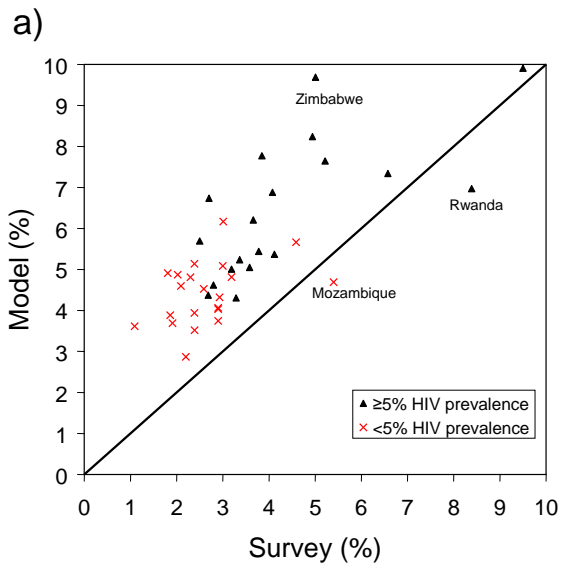 a)
10
9
8
7
6
5
4
3
2
1
0
Model (%)
Zimbabwe
Rwanda
Mozambique
≥5% HIV prevalence
<5% HIV prevalence
0 1 2 3 4 5 6 7 8 9 10
Survey (%)